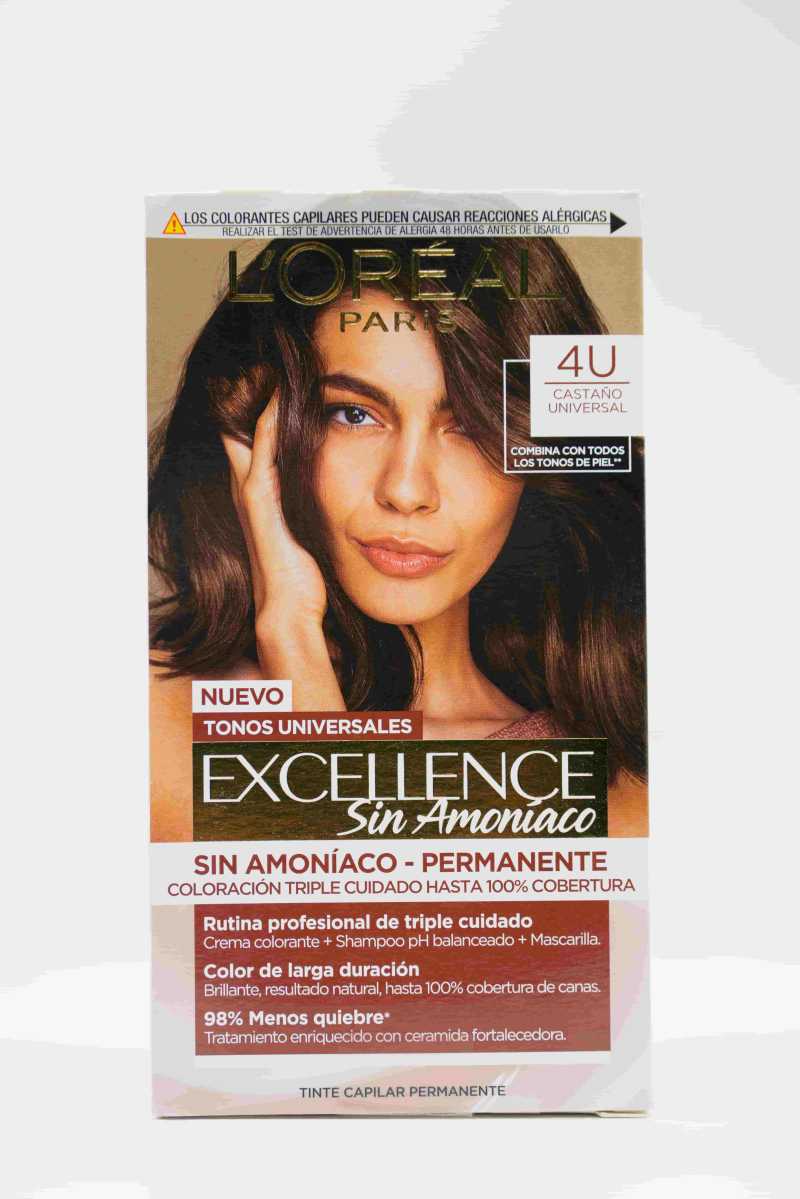 LOS COLORANTES CAPILARES PUEDEN CAUSAR REACCIONES ALÉRGICAS
REALIZAR EL TEST DE ADVERTENCIA DE ALERGIA 48 HORAS ANTES DE USARLO
L'ORÉAL
PARIS
4U
CASTAÑO
UNIVERSAL
COMBINA CON TODOS
LOS TONOS DE PIEL**
NUEVO
TONOS UNIVERSALES
EXCELLENCE
Sin Amoníaco
SIN AMONÍACO - PERMANENTE
COLORACIÓN TRIPLE CUIDADO HASTA 100% COBERTURA
Rutina profesional de triple cuidado
Crema colorante + Shampoo pH balanceado + Mascarilla.
Color de larga duración
Brillante, resultado natural, hasta 100% cobertura de canas.
98% Menos quiebre*
Tratamiento enriquecido con ceramida fortalecedora.
TINTE CAPILAR PERMANENTE